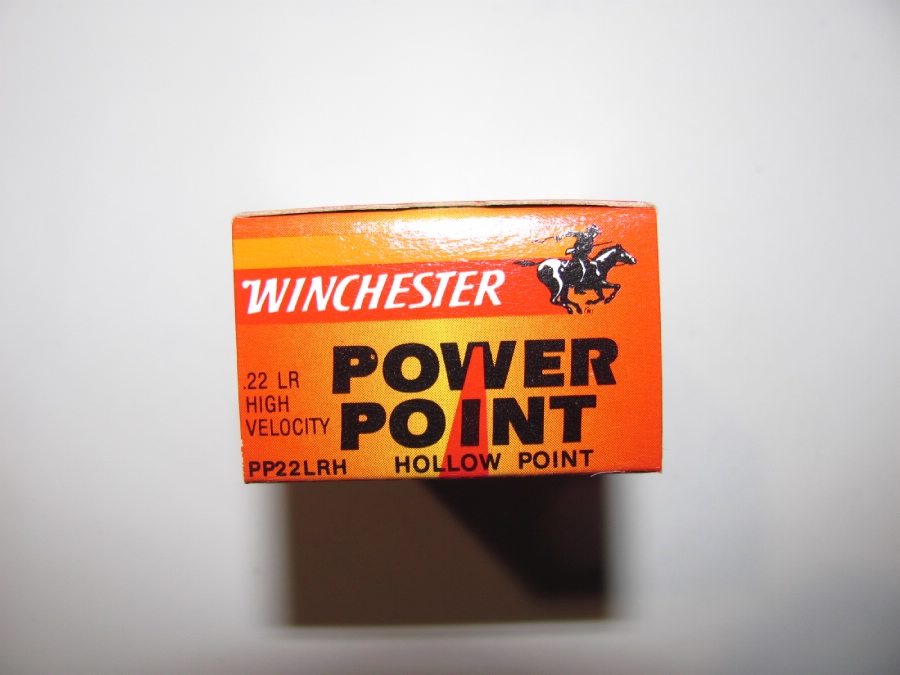 WINCHESTER
®
.22 LR
HIGH
VELOCITY
POWER
POINT
PP22LRH
HOLLOW POINT